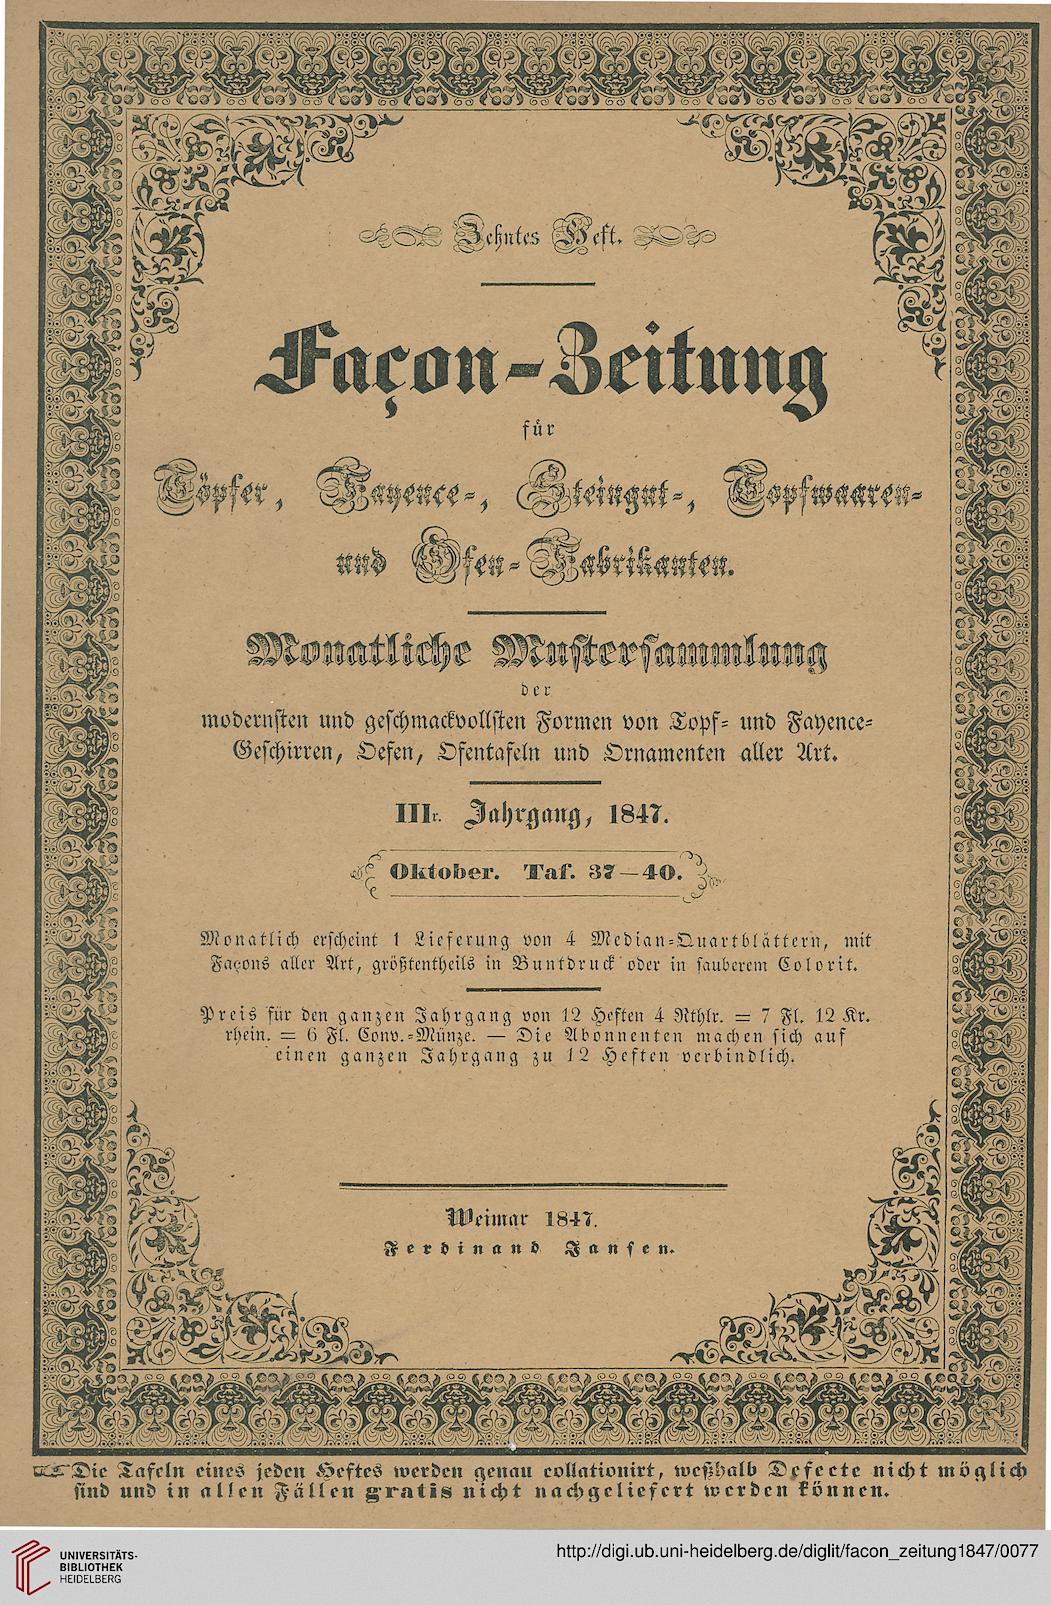 Zehntes Heft.
Façon-Zeitung
für
Töpfer, Fayence-, Steingut-, Topfwaaren-
und Ofen-Fabrikanten.
Monatliche Mustersammlung
der
modernsten und geschmackvollsten Formen von Topf- und Fayence-
Geschirren, Oefen, Ofentafeln und Ornamenten aller Art.
IIIr. Jahrgang, 1847.
Oktober. Taf. 37—40.
Monatlich erscheint 1 Lieferung von 4 Median-Quartblättern, mit
Façons aller Art, größtentheils in Buntdruck oder in sauberem Colorit.
Preis für den ganzen Jahrgang von 12 Heften 4 Rthlr. = 7 Fl. 12 Kr.
rhein. = 6 Fl. Conv.-Münze. — Die Abonnenten machen sich auf
einen ganzen Jahrgang zu 12 Heften verbindlich.
Weimar 1847.
Ferdinand Jansen.
☞ Die Tafeln eines jeden Heftes werden genau collationirt, weßhalb Defecte nicht möglich
sind und in allen Fällen gratis nicht nachgeliefert werden können.
UNIVERSITÄTS-
BIBLIOTHEK
HEIDELBERG
http://digi.ub.uni-heidelberg.de/diglit/facon_zeitung1847/0077